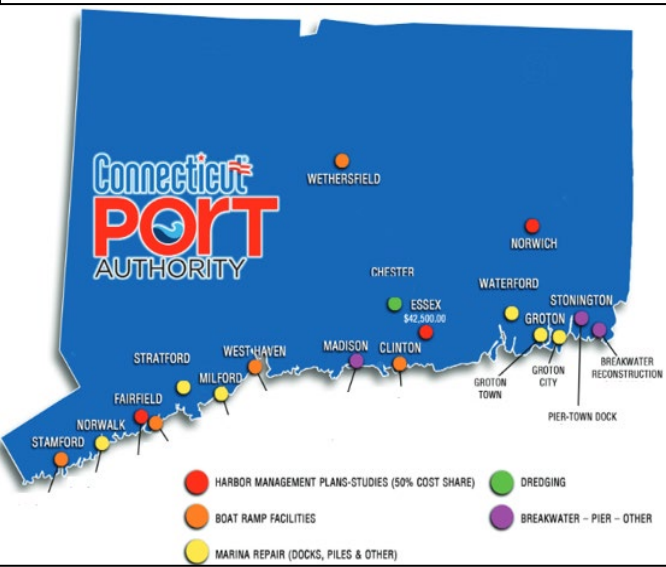 Connecticut
PORT
AUTHORITY
WETHERSFIELD
NORWICH
CHESTER
ESSEX
$42,500.00
WATERFORD
STONINGTON
GROTON
MADISON
CLINTON
WEST HAVEN
STRATFORD
MILFORD
FAIRFIELD
NORWALK
STAMFORD
BREAKWATER
RECONSTRUCTION
GROTON
CITY
GROTON
TOWN
PIER-TOWN DOCK
HARBOR MANAGEMENT PLANS-STUDIES (50% COST SHARE)
DREDGING
BOAT RAMP FACILITIES
BREAKWATER – PIER – OTHER
MARINA REPAIR (DOCKS, PILES & OTHER)